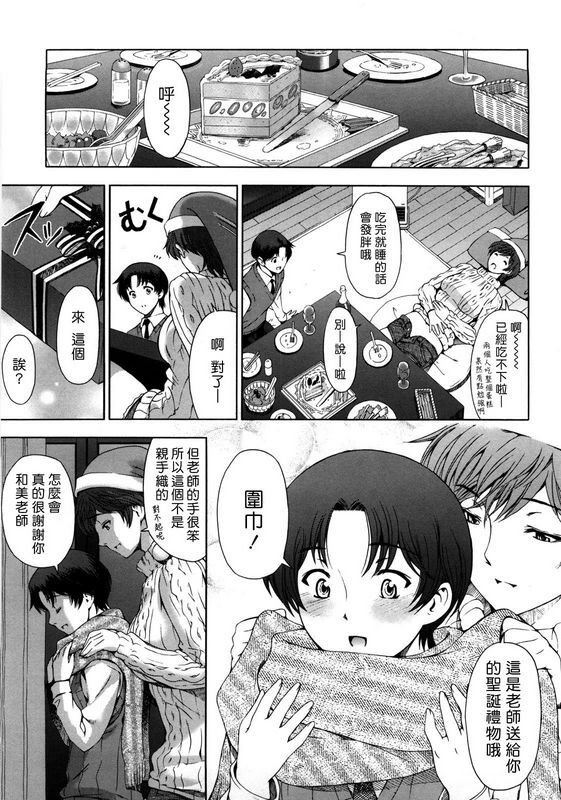 呼～～～
啊～～～～
已經吃不下啦—
兩個人吃整個蛋糕
果然有點勉強啊
吃完就睡的話
會發胖哦
別—說—啦
むく
啊 對了—
スッ
來 這個
誒？
圍巾！
這是老師送給你
的聖誕禮物哦
但老師的手很笨
所以這個不是
親手織的
對不起呢
怎麼會
真的很謝謝你
和美老師